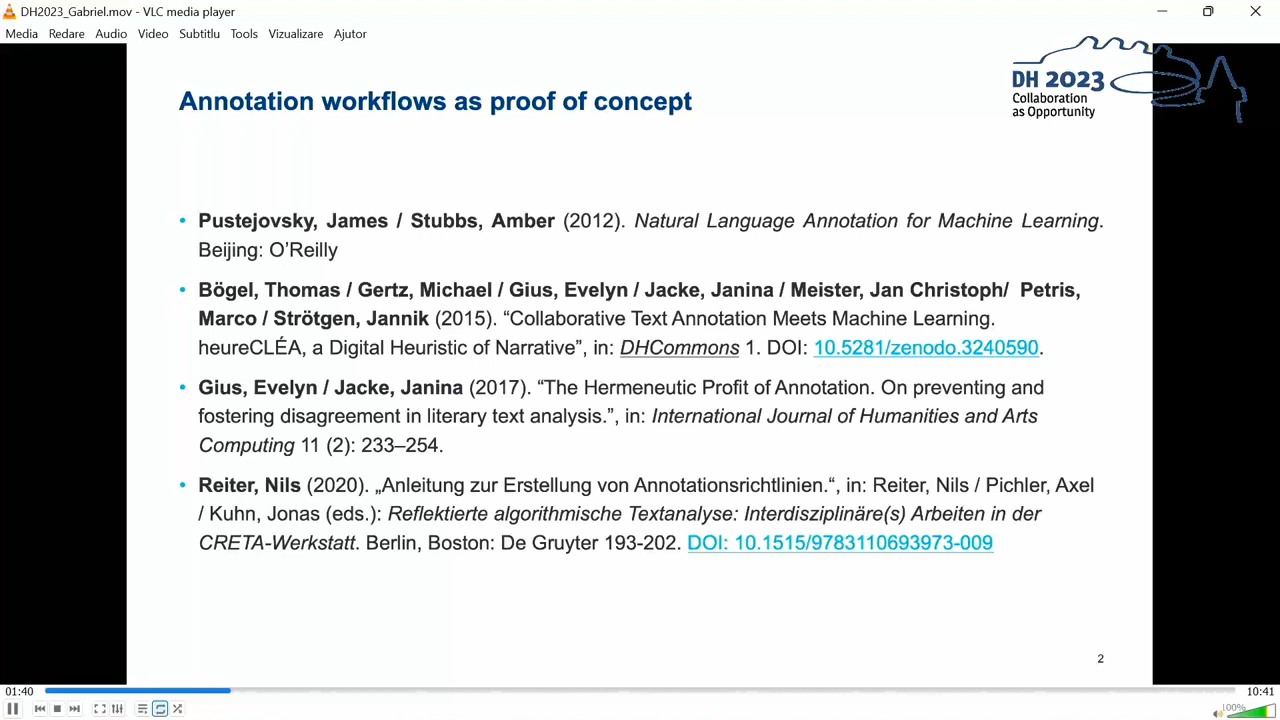 DH2023_Gabriel.mov - VLC media player
Media Redare Audio Video Subtitlu Tools Vizualizare Ajutor
DH 2023
Collaboration
as Opportunity
Annotation workflows as proof of concept
• Pustejovsky, James / Stubbs, Amber (2012). Natural Language Annotation for Machine Learning.
Beijing: O’Reilly
• Bögel, Thomas / Gertz, Michael / Gius, Evelyn / Jacke, Janina / Meister, Jan Christoph/ Petris,
Marco / Strötgen, Jannik (2015). “Collaborative Text Annotation Meets Machine Learning.
heureCLÉA, a Digital Heuristic of Narrative”, in: DHCommons 1. DOI: 10.5281/zenodo.3240590.
• Gius, Evelyn / Jacke, Janina (2017). “The Hermeneutic Profit of Annotation. On preventing and
fostering disagreement in literary text analysis.”, in: International Journal of Humanities and Arts
Computing 11 (2): 233–254.
• Reiter, Nils (2020). „Anleitung zur Erstellung von Annotationsrichtlinien.“, in: Reiter, Nils / Pichler, Axel
/ Kuhn, Jonas (eds.): Reflektierte algorithmische Textanalyse: Interdisziplinäre(s) Arbeiten in der
CRETA-Werkstatt. Berlin, Boston: De Gruyter 193-202. DOI: 10.1515/9783110693973-009
2
01:40 10:41
100%